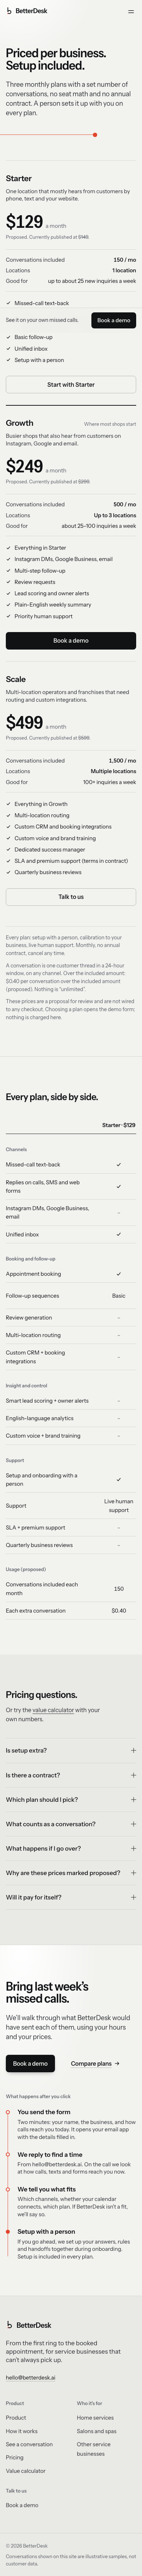 BetterDesk
Priced per business.
Setup included.
Three monthly plans with a set number of
conversations, no seat math and no annual
contract. A person sets it up with you on
every plan.
Starter
One location that mostly hears from customers by
phone, text and your website.
$129 a month
Proposed. Currently published at $149.
Conversations included 150 / mo
Locations 1 location
Good for up to about 25 new inquiries a week
Missed-call text-back
See it on your own missed calls. Book a demo
Basic follow-up
Unified inbox
Setup with a person
Start with Starter
Growth Where most shops start
Busier shops that also hear from customers on
Instagram, Google and email.
$249 a month
Conversations included 500 / mo
Locations Up to 3 locations
Good for about 25–100 inquiries a week
Everything in Starter
Instagram DMs, Google Business, email
Multi-step follow-up
Review requests
Lead scoring and owner alerts
Plain-English weekly summary
Priority human support
Book a demo
Scale
Multi-location operators and franchises that need
routing and custom integrations.
$499 a month
Conversations included 1,500 / mo
Locations Multiple locations
Good for 100+ inquiries a week
Everything in Growth
Multi-location routing
Custom CRM and booking integrations
Custom voice and brand training
Dedicated success manager
SLA and premium support (terms in contract)
Quarterly business reviews
Talk to us
Every plan: setup with a person, calibration to your
business, live human support. Monthly, no annual
contract, cancel any time.
A conversation is one customer thread in a 24-hour
window, on any channel. Over the included amount:
$0.40 per conversation over the included amount
(proposed). Nothing is "unlimited".
These prices are a proposal for review and are not wired
to any checkout. Choosing a plan opens the demo form;
nothing is charged here.
Every plan, side by side.
Starter · $129
Channels
Missed-call text-back
Replies on calls, SMS and web
forms
Instagram DMs, Google Business, –
email
Unified inbox
Booking and follow-up
Appointment booking
Follow-up sequences Basic
Review generation –
Multi-location routing –
Custom CRM + booking –
integrations
Insight and control
Smart lead scoring + owner alerts –
English-language analytics –
Custom voice + brand training –
Support
Setup and onboarding with a
person
Support Live human
support
SLA + premium support –
Quarterly business reviews –
Usage (proposed)
Conversations included each 150
month
Each extra conversation $0.40
Pricing questions.
Or try the value calculator with your
own numbers.
Is setup extra?
Is there a contract?
Which plan should I pick?
What counts as a conversation?
What happens if I go over?
Why are these prices marked proposed?
Will it pay for itself?
Bring last week's
missed calls.
We'll walk through what BetterDesk would
have said to each of them, using your hours
and your prices.
Book a demo Compare plans →
What happens after you click
You send the form
Two minutes: your name, the business, and how
calls reach you today. It opens your email app
with the details filled in.
We reply to find a time
From hello@betterdesk.ai. On the call we look
at how calls, texts and forms reach you now.
We tell you what fits
Which channels, whether your calendar
connects, which plan. If BetterDesk isn't a fit,
we'll say so.
Setup with a person
If you go ahead, we set up your answers, rules
and handoffs together during onboarding.
Setup is included in every plan.
BetterDesk
From the first ring to the booked
appointment, for service businesses that
can't always pick up.
hello@betterdesk.ai
Product Who it's for
Product Home services
How it works Salons and spas
See a conversation Other service
businesses
Pricing
Value calculator
Talk to us
Book a demo
© 2026 BetterDesk
Conversations shown on this site are illustrative samples, not
customer data.